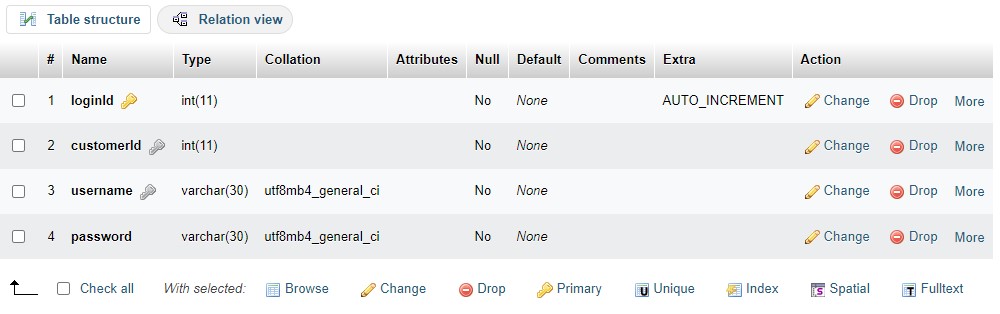 Table structure Relation view
# Name Type Collation Attributes Null Default Comments Extra Action
1 loginId int(11) No None AUTO_INCREMENT Change Drop More
2 customerId int(11) No None Change Drop More
3 username varchar(30) utf8mb4_general_ci No None Change Drop More
4 password varchar(30) utf8mb4_general_ci No None Change Drop More
Check all With selected: Browse Change Drop Primary Unique Index Spatial Fulltext